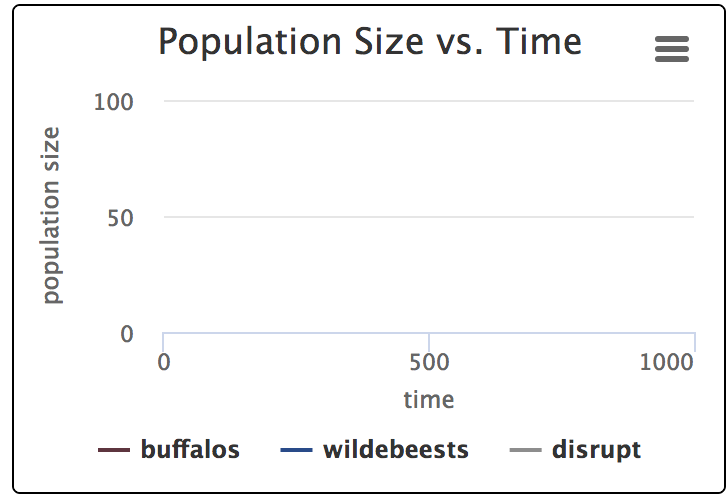 Population Size vs. Time
100
50
0
population size
0 500 1000
time
buffalos wildebeests disrupt